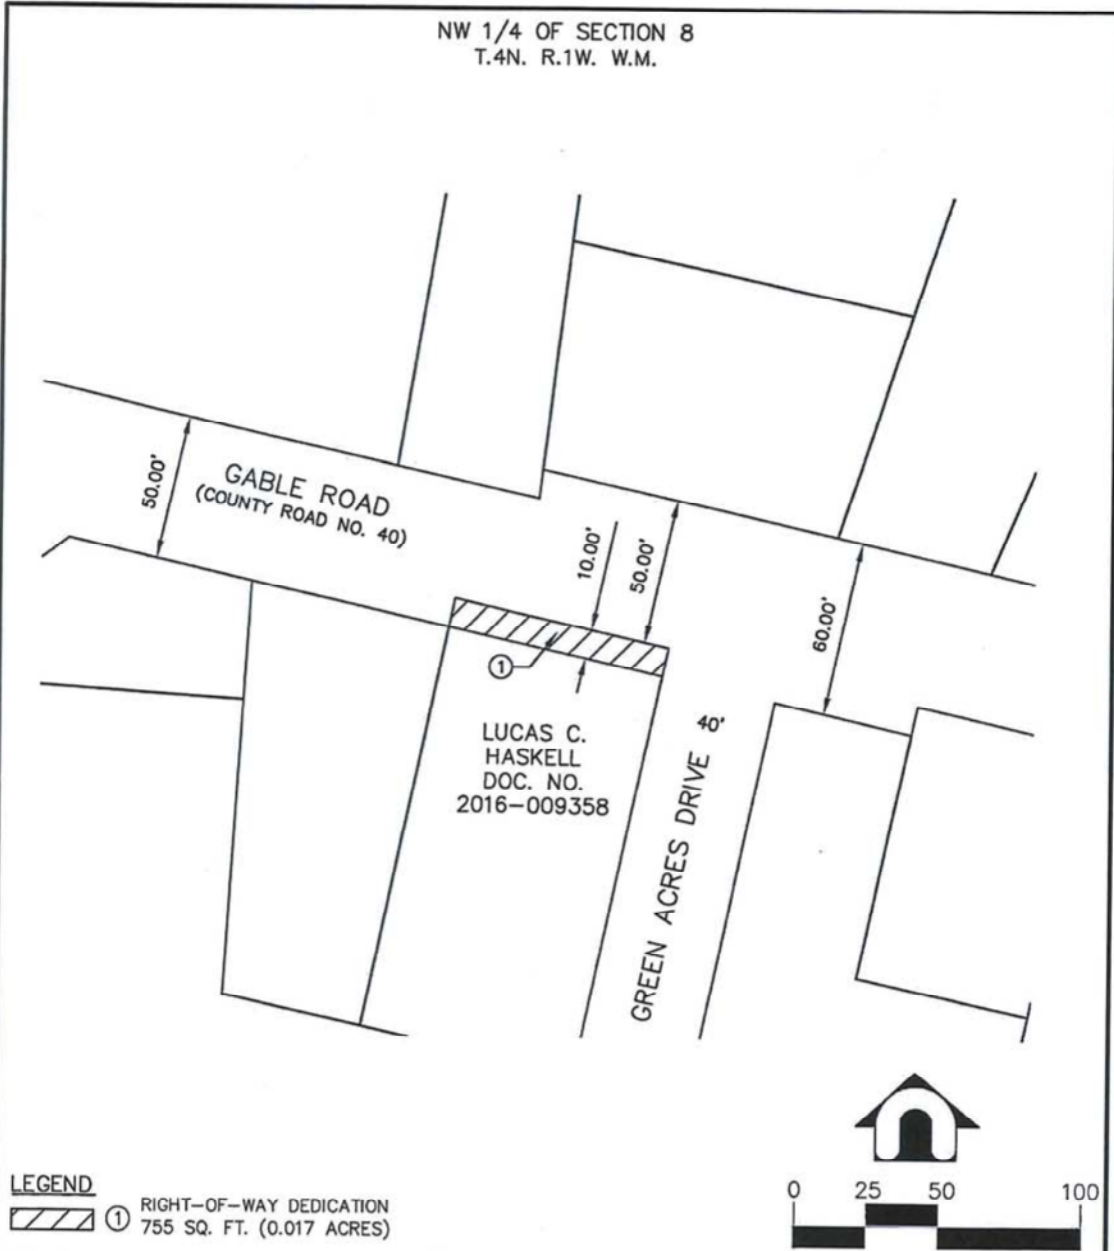 NW 1/4 OF SECTION 8
T.4N. R.1W. W.M.
50.00'
GABLE ROAD
(COUNTY ROAD NO. 40)
10.00'
50.00'
60.00'
①
LUCAS C.
HASKELL
DOC. NO.
2016-009358
40'
GREEN ACRES DRIVE
LEGEND
① RIGHT-OF-WAY DEDICATION
755 SQ. FT. (0.017 ACRES)
0 25 50 100